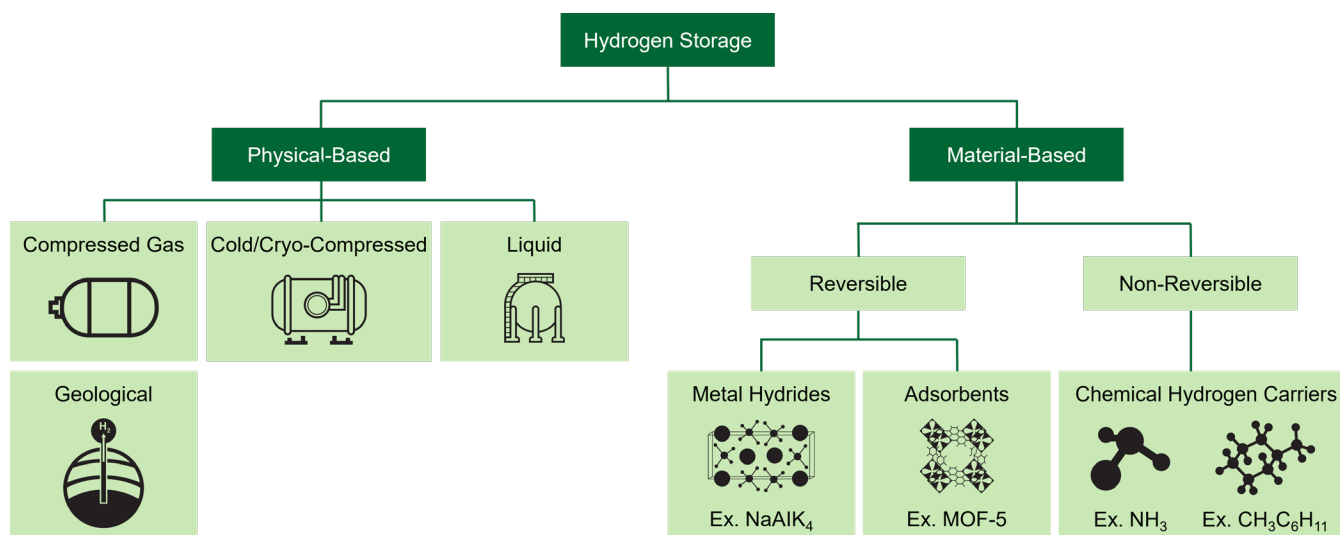 Hydrogen Storage
Physical-Based
Material-Based
Compressed Gas
Cold/Cryo-Compressed
Liquid
Reversible
Non-Reversible
Geological
H₂
Metal Hydrides
Adsorbents
Chemical Hydrogen Carriers
Ex. NaAlK₄
Ex. MOF-5
Ex. NH₃
Ex. CH₃C₆H₁₁